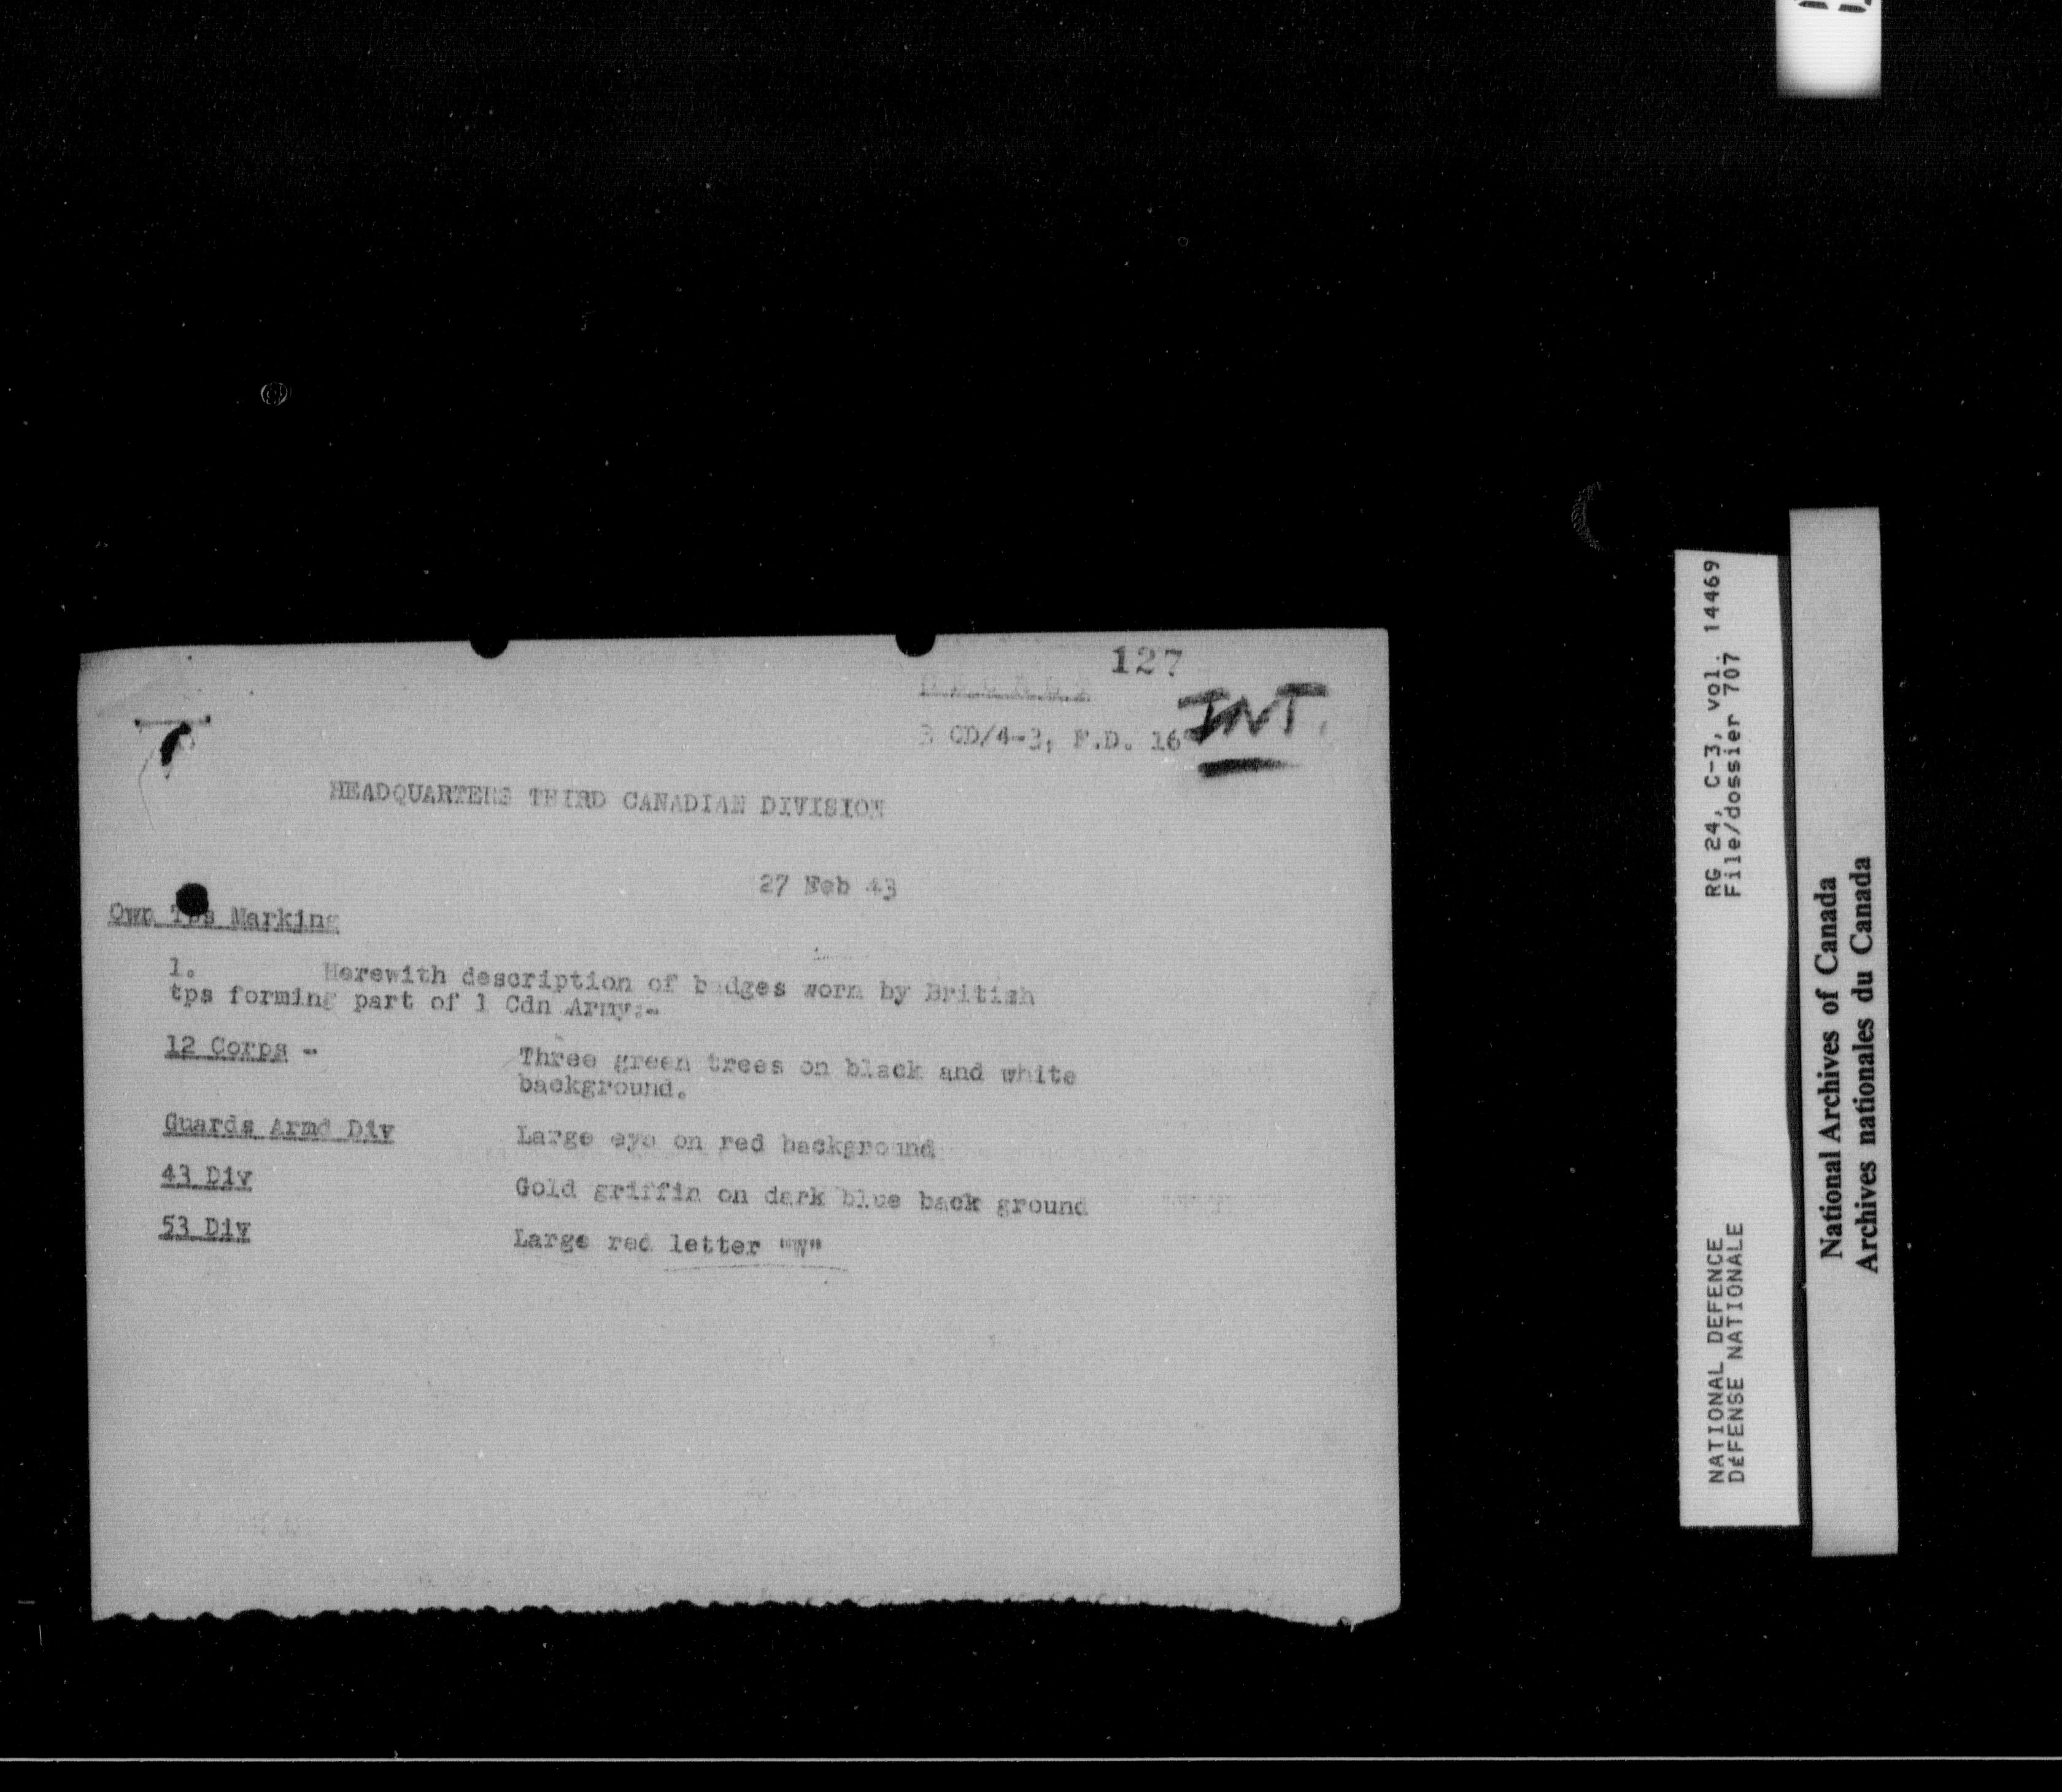 127
INT.
3 CD/4-3, F.D. 16
HEADQUARTERS THIRD CANADIAN DIVISION
27 Feb 43
Own Tps Marking
1. Herewith description of badges worn by British
tps forming part of 1 Cdn Army:-
12 Corps - Three green trees on black and white
background.
Guards Armd Div Large eye on red background
43 Div Gold griffin on dark blue back ground
53 Div Large red letter "W"
RG 24, C-3, vol. 14469
File/dossier 707
NATIONAL DEFENCE
DÉFENSE NATIONALE
National Archives of Canada
Archives nationales du Canada